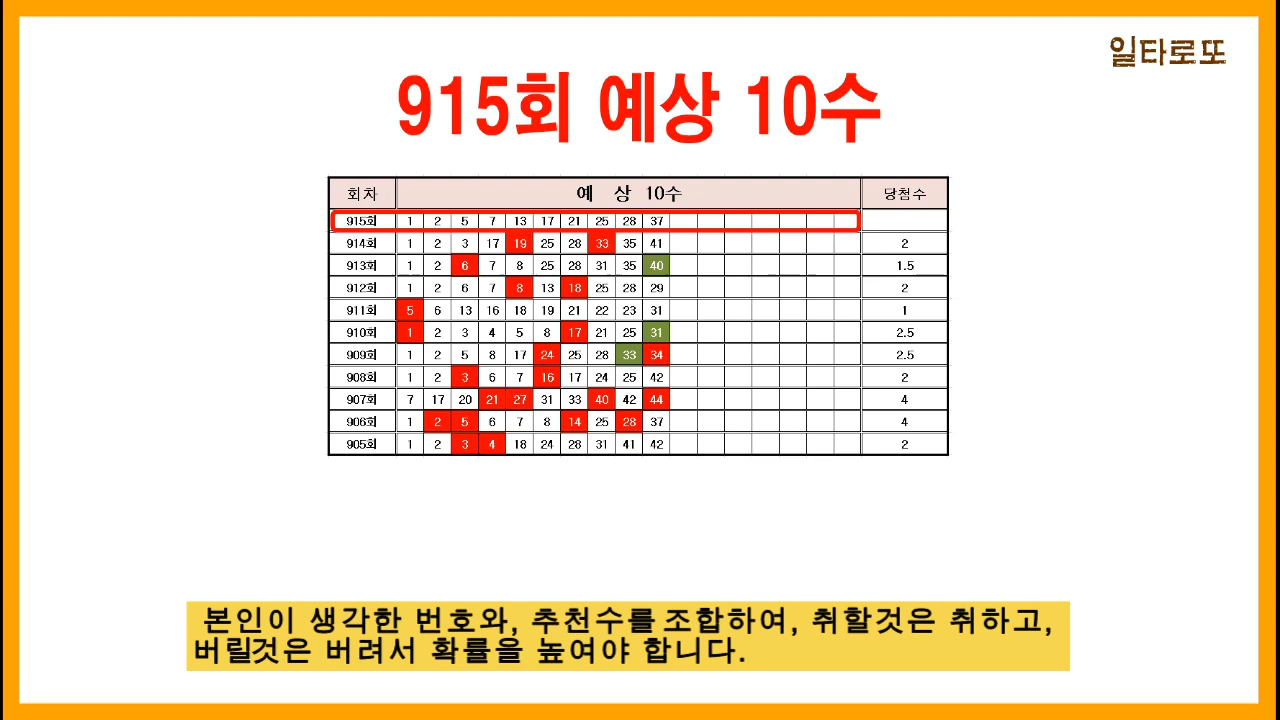 일타로또
915회 예상 10수
회차 예 상 10수 당첨수
915회 1 2 5 7 13 17 21 25 28 37
914회 1 2 3 17 19 25 28 33 35 41 2
913회 1 2 6 7 8 25 28 31 35 40 1.5
912회 1 2 6 7 8 13 18 25 28 29 2
911회 5 6 13 16 18 19 21 22 23 31 1
910회 1 2 3 4 5 8 17 21 25 31 2.5
909회 1 2 5 8 17 24 25 28 33 34 2.5
908회 1 2 3 6 7 16 17 24 25 42 2
907회 7 17 20 21 27 31 33 40 42 44 4
906회 1 2 5 6 7 8 14 25 28 37 4
905회 1 2 3 4 18 24 28 31 41 42 2
본인이 생각한 번호와, 추천수를 조합하여, 취할것은 취하고,
버릴것은 버려서 확률을 높여야 합니다.